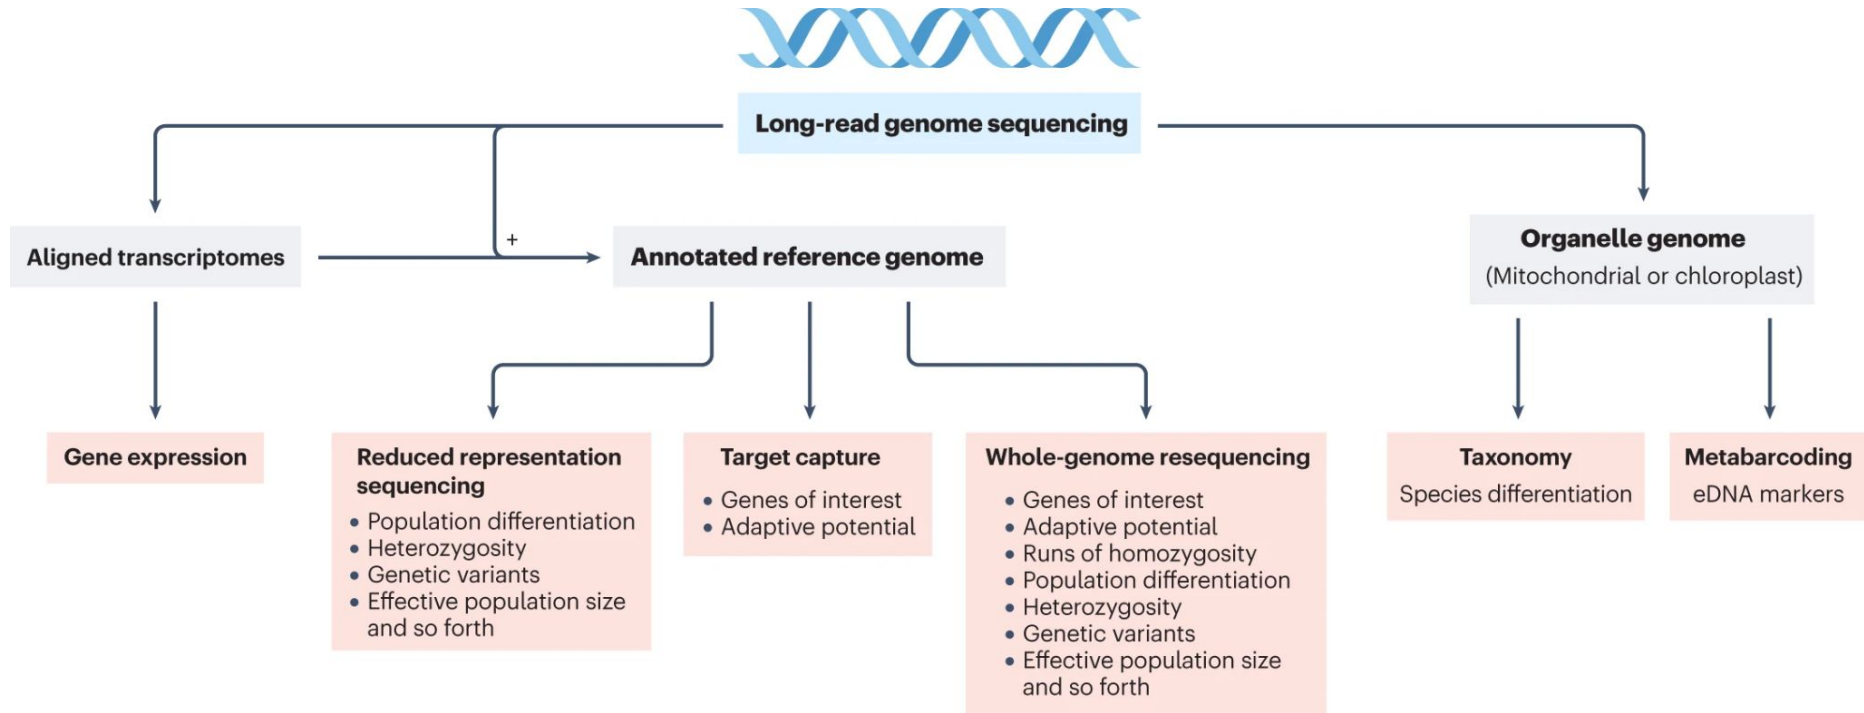 Long-read genome sequencing
+
Aligned transcriptomes
Annotated reference genome
Organelle genome
(Mitochondrial or chloroplast)
Gene expression
Reduced representation
sequencing
• Population differentiation
• Heterozygosity
• Genetic variants
• Effective population size
and so forth
Target capture
• Genes of interest
• Adaptive potential
Whole-genome resequencing
• Genes of interest
• Adaptive potential
• Runs of homozygosity
• Population differentiation
• Heterozygosity
• Genetic variants
• Effective population size
and so forth
Taxonomy
Species differentiation
Metabarcoding
eDNA markers